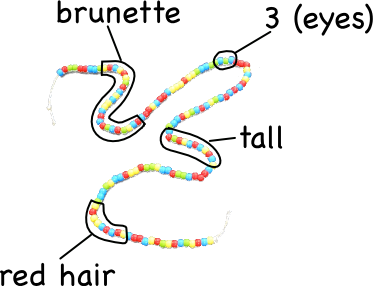 brunette
3 (eyes)
tall
red hair